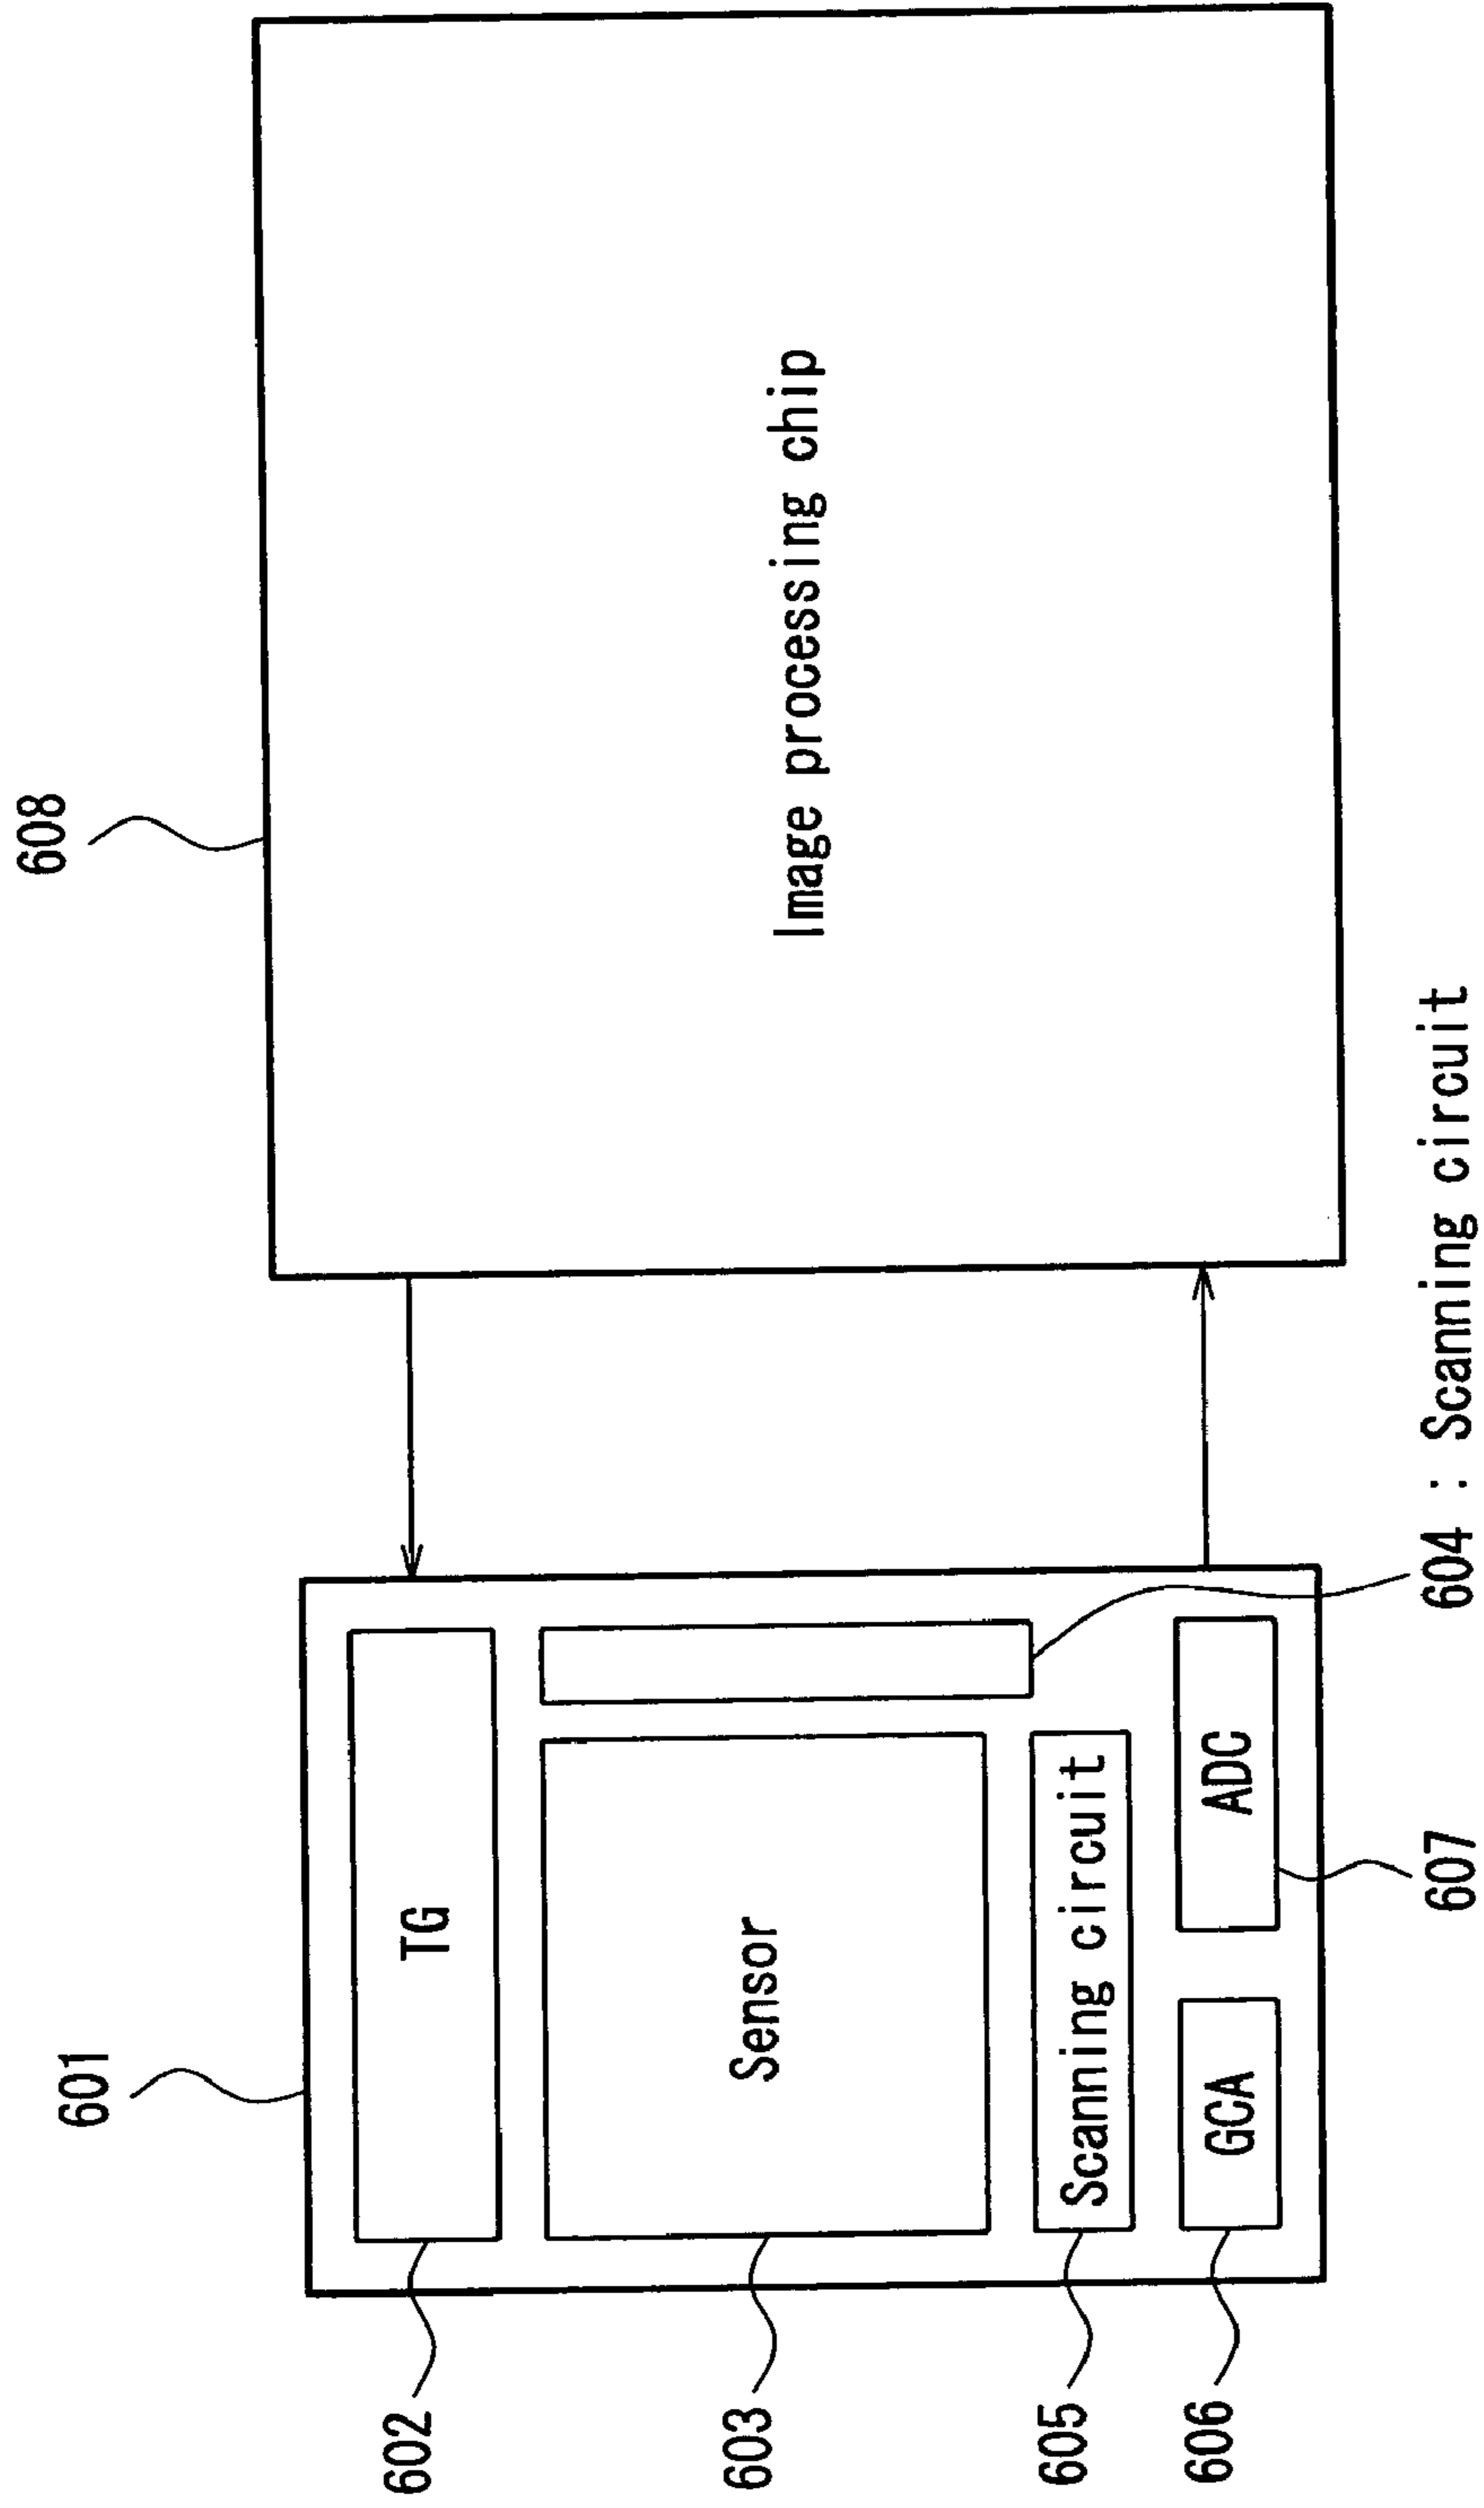 601
608
602
TG
603
Sensor
Image processing chip
605
Scanning circuit
606
GCA
ADC
607
604 : Scanning circuit